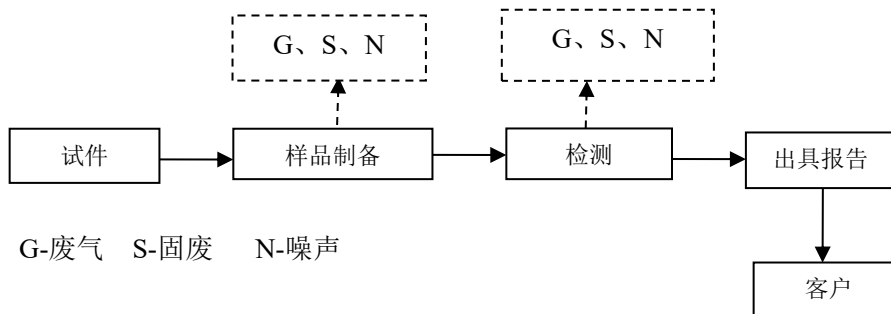 G、S、N
G、S、N
试件
样品制备
检测
出具报告
G-废气 S-固废 N-噪声
客户